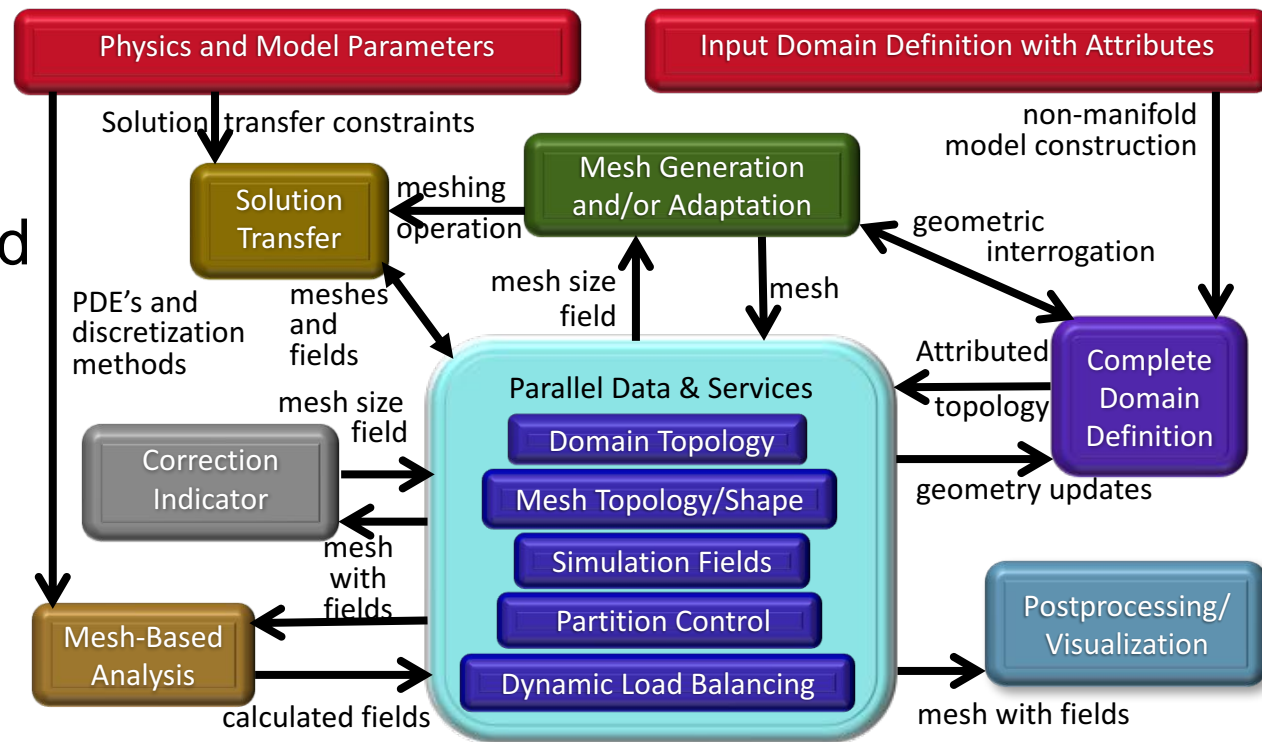 Physics and Model Parameters
Input Domain Definition with Attributes
Solution transfer constraints
non-manifold
model construction
Mesh Generation
and/or Adaptation
Solution
Transfer
meshing
operation
geometric
interrogation
d
PDE's and
discretization
methods
meshes
and
fields
mesh size
field
mesh
Parallel Data & Services
Attributed
topology
Complete
Domain
Definition
mesh size
field
Domain Topology
Correction
Indicator
Mesh Topology/Shape
geometry updates
mesh
with
fields
Simulation Fields
Partition Control
Postprocessing/
Visualization
Mesh-Based
Analysis
Dynamic Load Balancing
calculated fields
mesh with fields